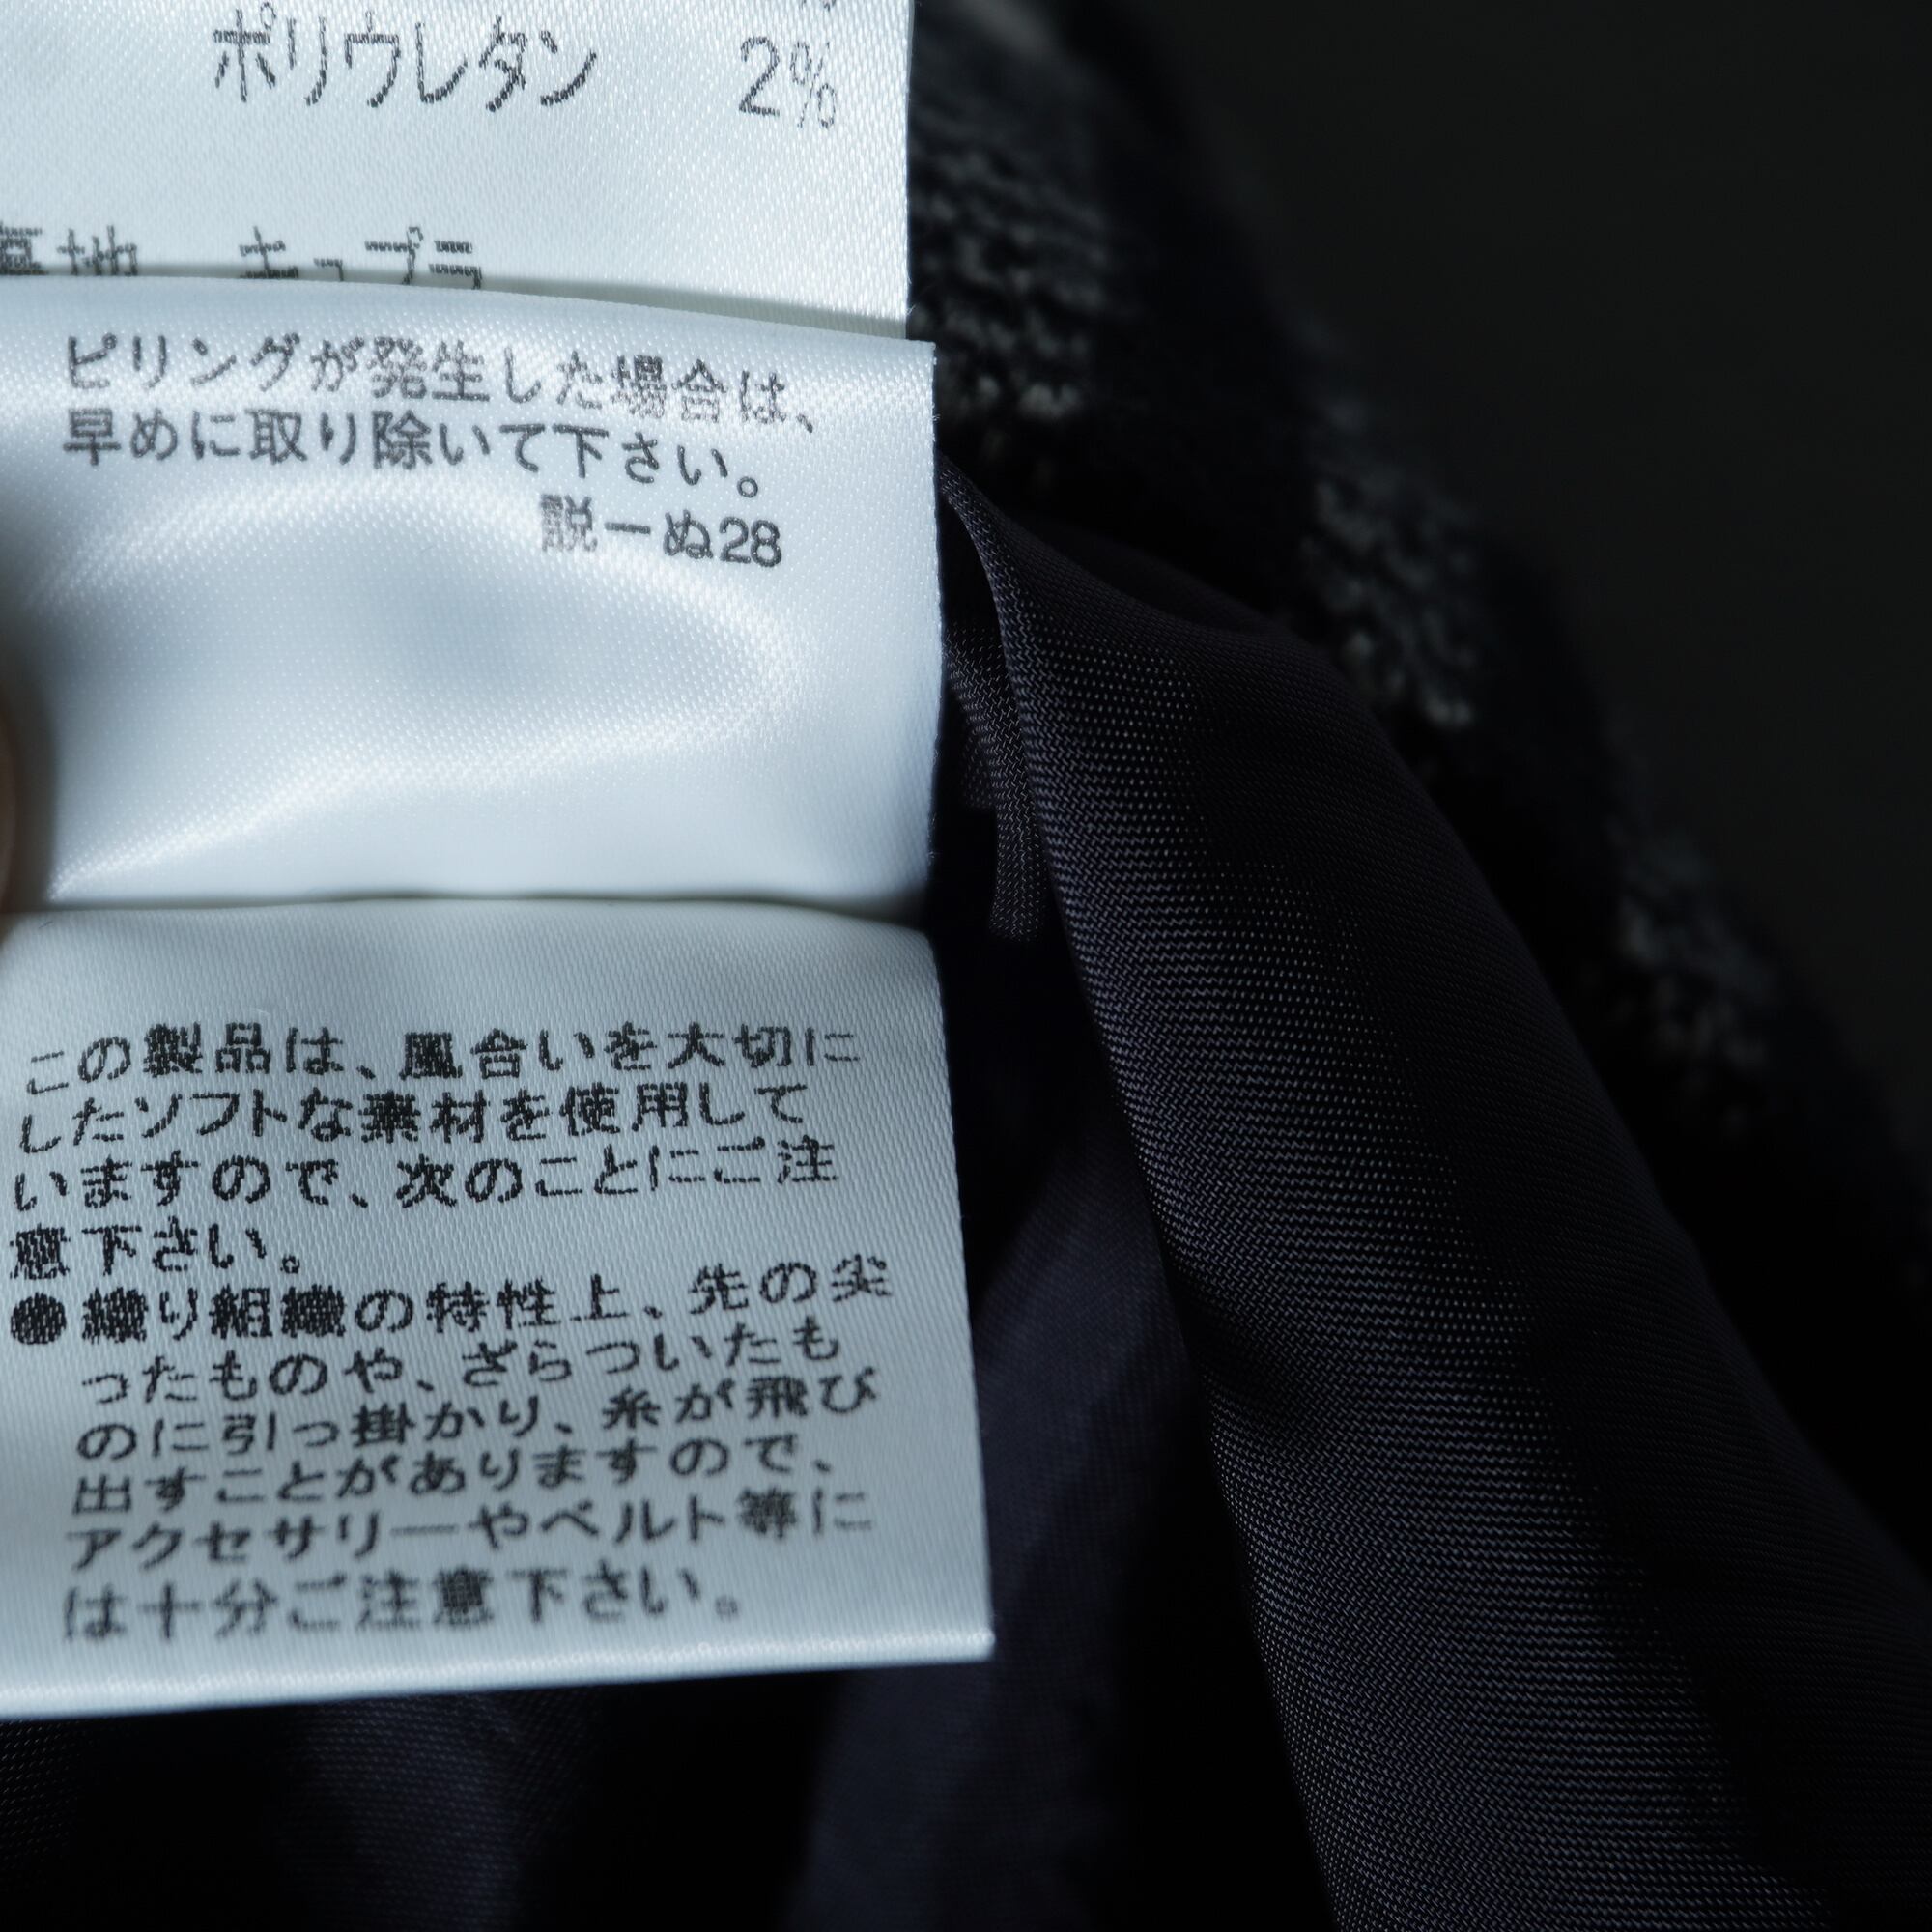 ポリウレタン 2%
裏地 キュプラ
ピリングが発生した場合は、
早めに取り除いて下さい。
説ーぬ28
この製品は、風合いを大切に
したソフトな素材を使用して
いますので、次のことにご注
意下さい。
●織り組織の特性上、先の尖
ったものや、ざらついたも
のに引っ掛かり、糸が飛び
出すことがありますので、
アクセサリーやベルト等に
は十分ご注意下さい。